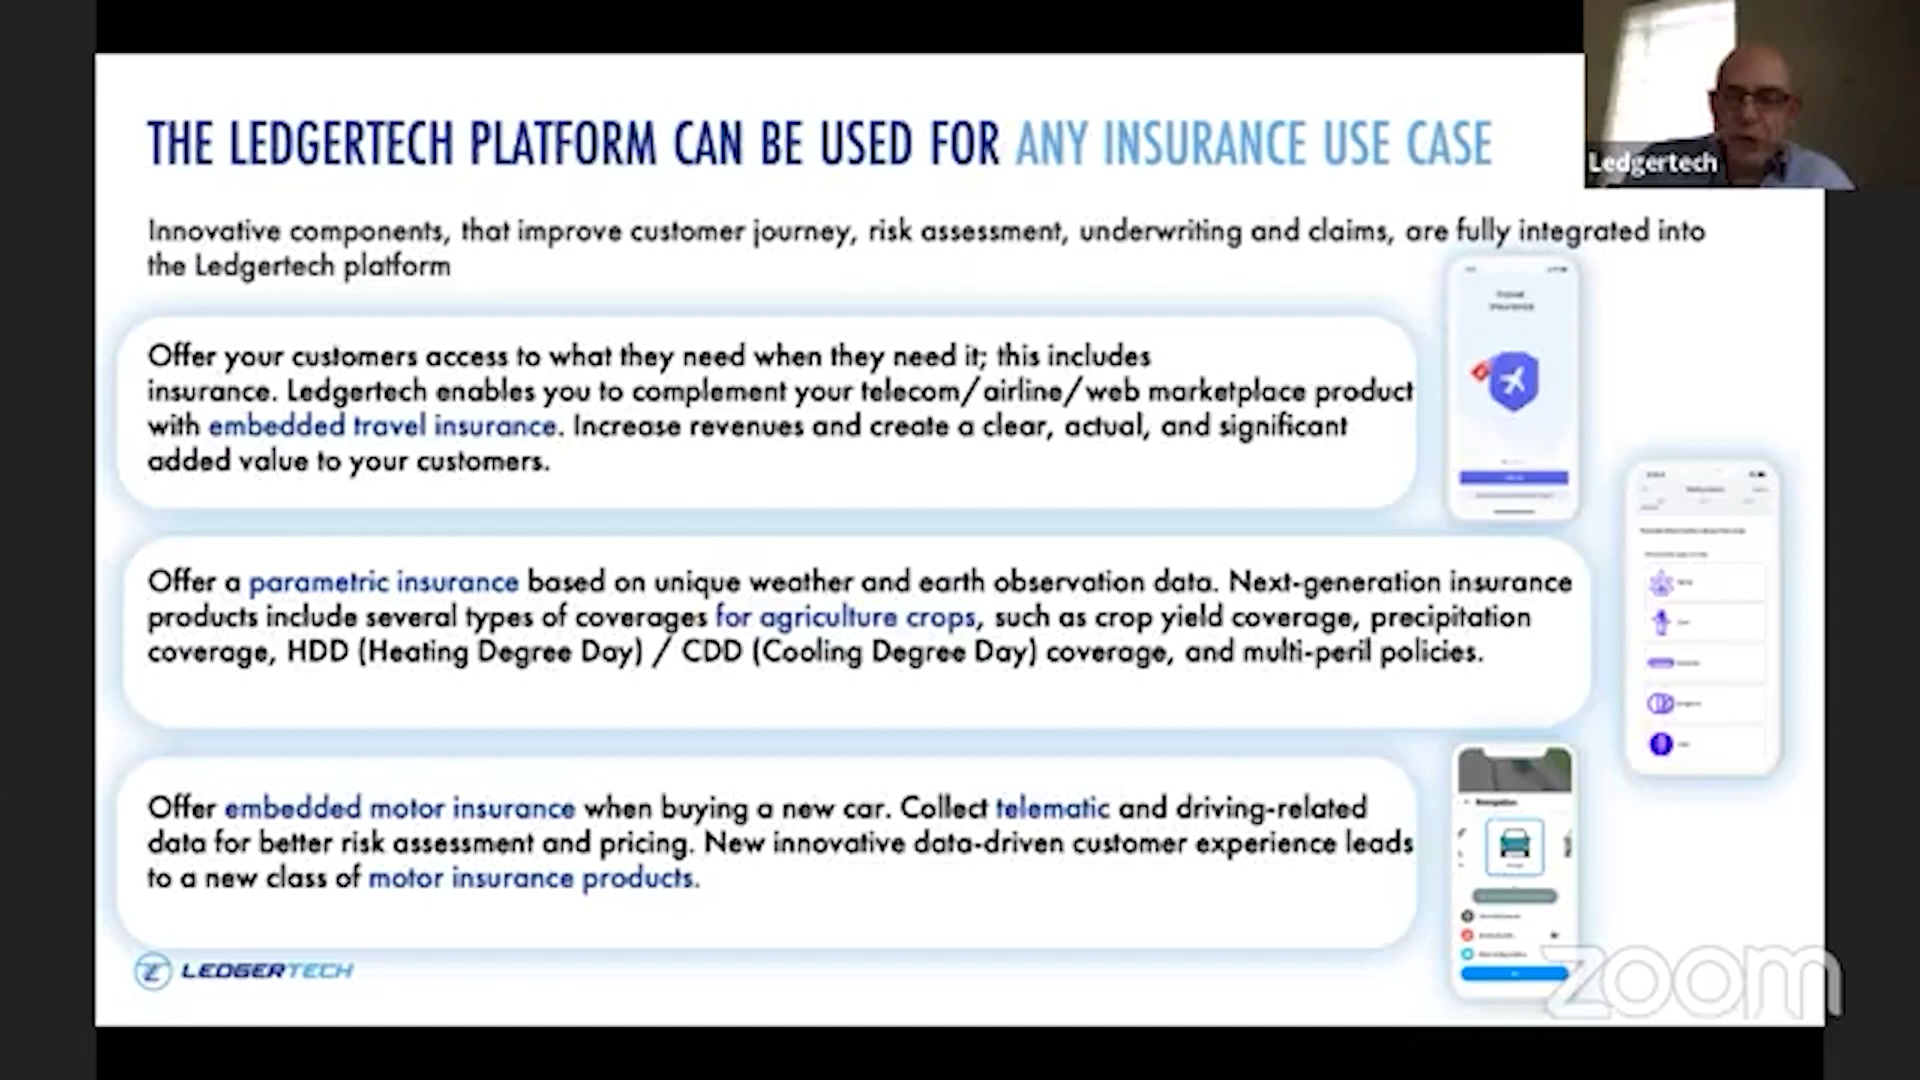 THE LEDGERTECH PLATFORM CAN BE USED FOR ANY INSURANCE USE CASE
Ledgertech
Innovative components, that improve customer journey, risk assessment, underwriting and claims, are fully integrated into
the Ledgertech platform
Offer your customers access to what they need when they need it; this includes
insurance. Ledgertech enables you to complement your telecom/airline/web marketplace product
with embedded travel insurance. Increase revenues and create a clear, actual, and significant
added value to your customers.
Travel
Insurance
Offer a parametric insurance based on unique weather and earth observation data. Next-generation insurance
products include several types of coverages for agriculture crops, such as crop yield coverage, precipitation
coverage, HDD (Heating Degree Day) / CDD (Cooling Degree Day) coverage, and multi-peril policies.
Offer embedded motor insurance when buying a new car. Collect telematic and driving-related
data for better risk assessment and pricing. New innovative data-driven customer experience leads
to a new class of motor insurance products.
LEDGERTECH
zoom